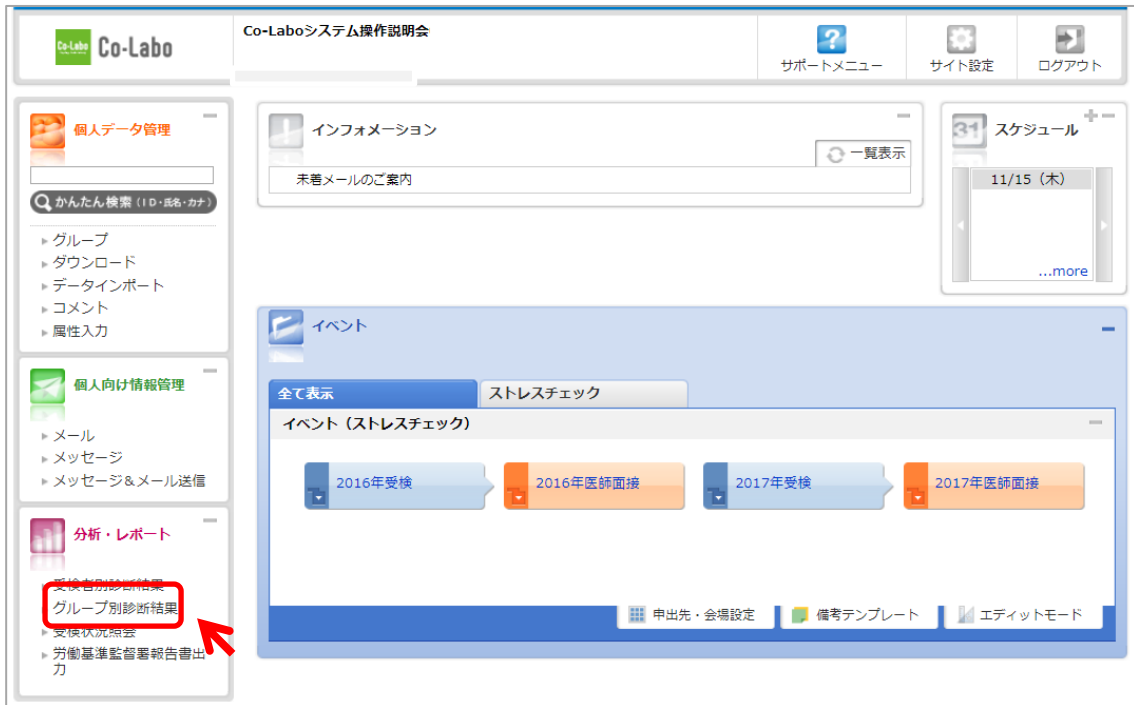 Co-Labo
Co-Labo
Co-Laboシステム操作説明会
サポートメニュー
サイト設定
ログアウト
個人データ管理
かんたん検索(ID・氏名・カナ)
グループ
ダウンロード
データインポート
コメント
属性入力
個人向け情報管理
メール
メッセージ
メッセージ&メール送信
分析・レポート
受検者別診断結果
グループ別診断結果
受検状況照会
労働基準監督署報告書出
力
インフォメーション
一覧表示
未着メールのご案内
31
スケジュール
11/15(木)
...more
イベント
全て表示
ストレスチェック
イベント(ストレスチェック)
2016年受検
2016年医師面接
2017年受検
2017年医師面接
申出先・会場設定
備考テンプレート
エディットモード